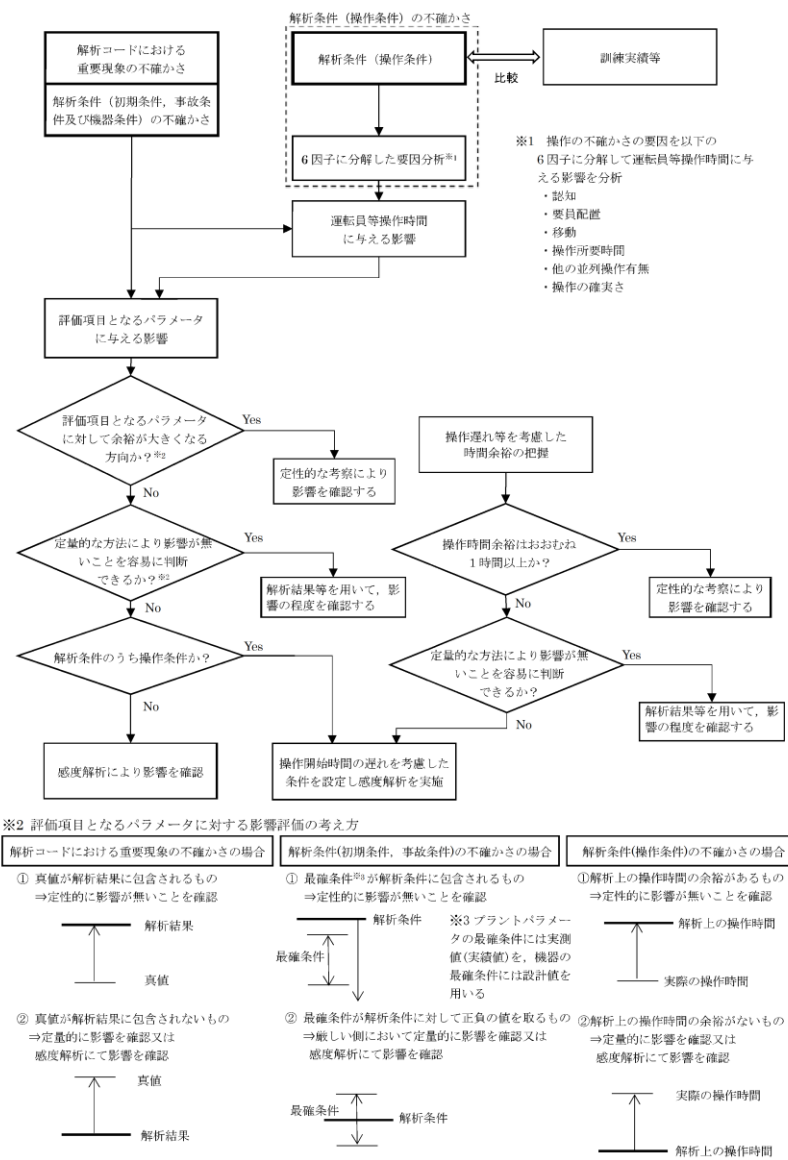 解析条件（操作条件）の不確かさ
解析コードにおける
重要現象の不確かさ
解析条件（初期条件，事故条
件及び機器条件）の不確かさ
解析条件（操作条件）
比較
訓練実績等
6因子に分解した要因分析※1
運転員等操作時間
に与える影響
※1 操作の不確かさの要因を以下の
6因子に分解して運転員等操作時間に与
える影響を分析
・認知
・要員配置
・移動
・操作所要時間
・他の並列操作有無
・操作の確実さ
評価項目となるパラメータ
に与える影響
評価項目となるパラメータ
に対して余裕が大きくなる
方向か？※2
Yes
定性的な考察により
影響を確認する
No
定量的な方法により影響が無
いことを容易に判断
できるか？※2
Yes
解析結果等を用いて，影
響の程度を確認する
No
解析条件のうち操作条件か？
Yes
No
感度解析により影響を確認
操作遅れ等を考慮した
時間余裕の把握
操作時間余裕はおおむね
1時間以上か？
Yes
定性的な考察により
影響を確認する
No
定量的な方法により影響が無
いことを容易に判断
できるか？
Yes
解析結果等を用いて，影
響の程度を確認する
No
操作開始時間の遅れを考慮した
条件を設定し感度解析を実施
※2 評価項目となるパラメータに対する影響評価の考え方
解析コードにおける重要現象の不確かさの場合
① 真値が解析結果に包含されるもの
⇒定性的に影響が無いことを確認
解析結果
真値
② 真値が解析結果に包含されないもの
⇒定量的に影響を確認又は
感度解析にて影響を確認
真値
解析結果
解析条件(初期条件，事故条件)の不確かさの場合
① 最確条件※3が解析条件に包含されるもの
⇒定性的に影響が無いことを確認
解析条件
最確条件
※3 プラントパラメー
タの最確条件には実測
値(実績値)を，機器の
最確条件には設計値を
用いる
② 最確条件が解析条件に対して正負の値を取るもの
⇒厳しい側において定量的に影響を確認又は
感度解析にて影響を確認
最確条件
解析条件
解析条件(操作条件)の不確かさの場合
①解析上の操作時間の余裕があるもの
⇒定性的に影響が無いことを確認
解析上の操作時間
実際の操作時間
②解析上の操作時間の余裕がないもの
⇒定量的に影響を確認又は
感度解析にて影響を確認
実際の操作時間
解析上の操作時間